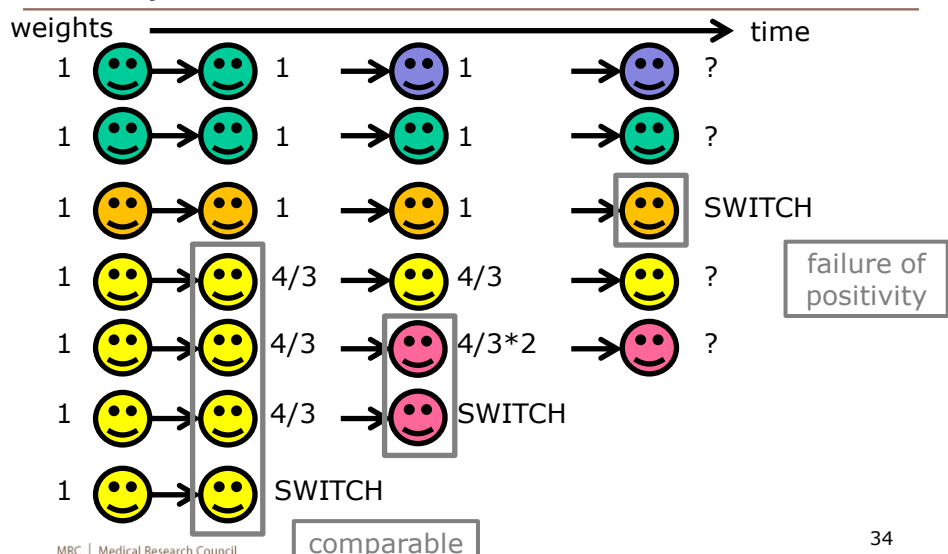 weights
time
1 1 1 ?
1 1 1 ?
1 1 1 SWITCH
1 4/3 4/3 ?
failure of
positivity
1 4/3 4/3*2 ?
1 4/3 SWITCH
1 SWITCH
comparable
MRC | Medical Research Council
34